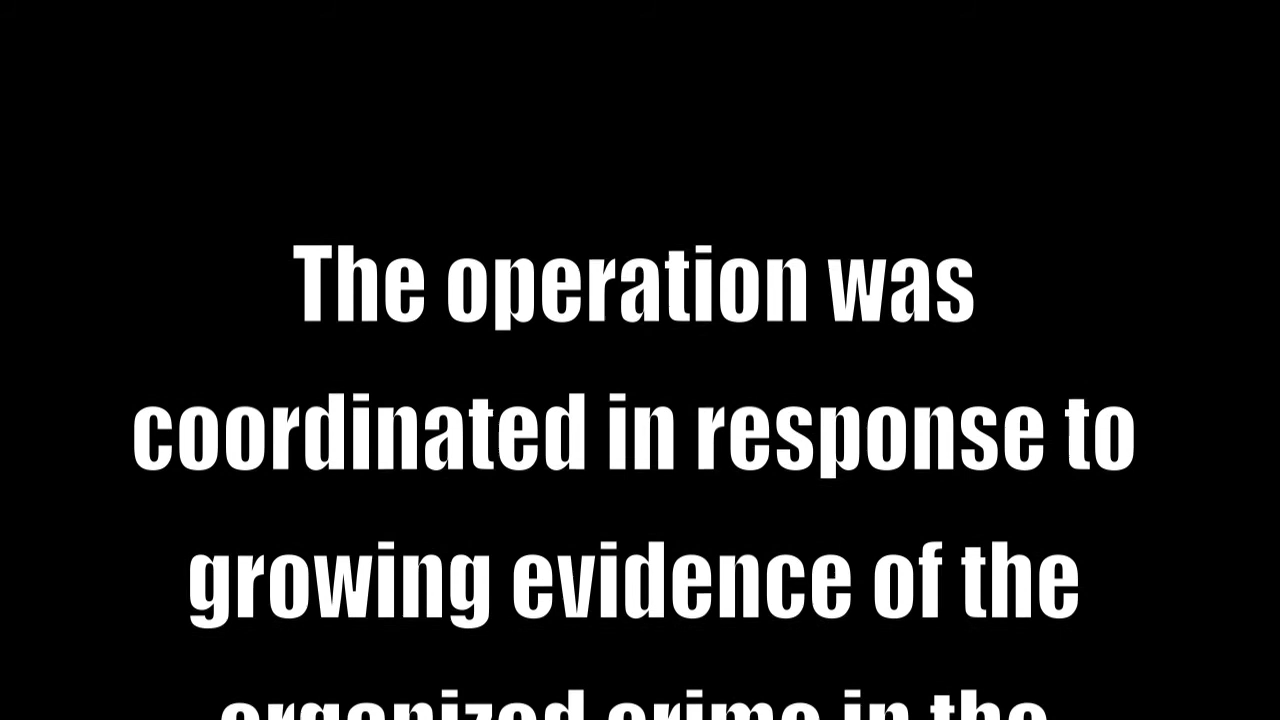 The operation was
coordinated in response to
growing evidence of the
organized crime in the